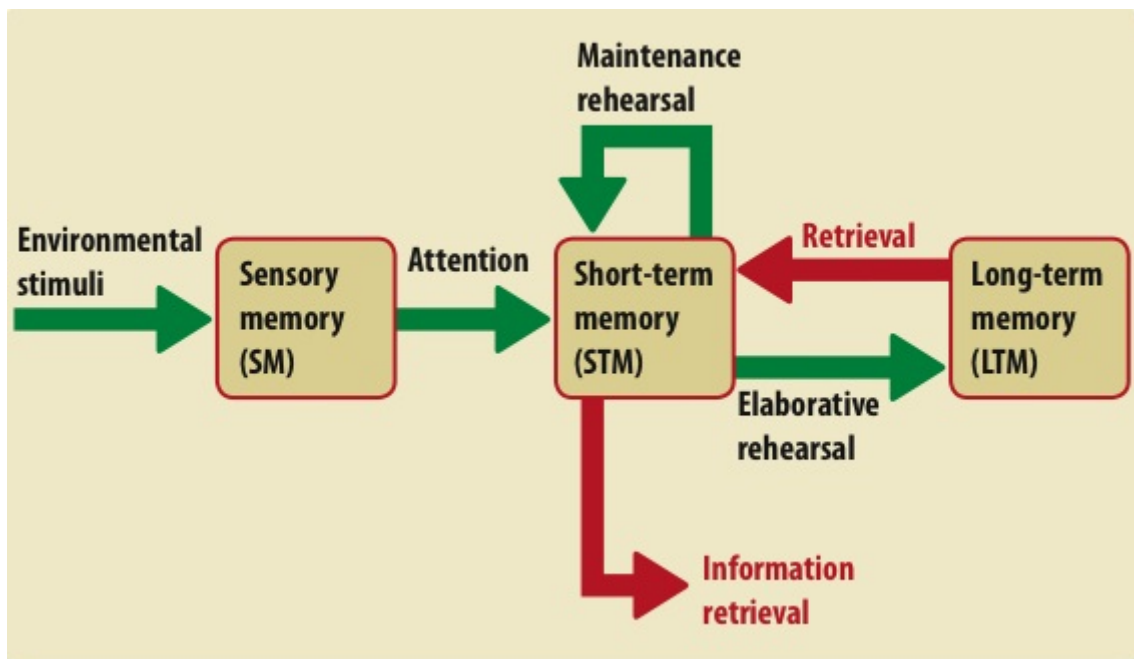 Maintenance
rehearsal
Environmental
stimuli
Sensory
memory
(SM)
Attention
Short-term
memory
(STM)
Retrieval
Long-term
memory
(LTM)
Elaborative
rehearsal
Information
retrieval